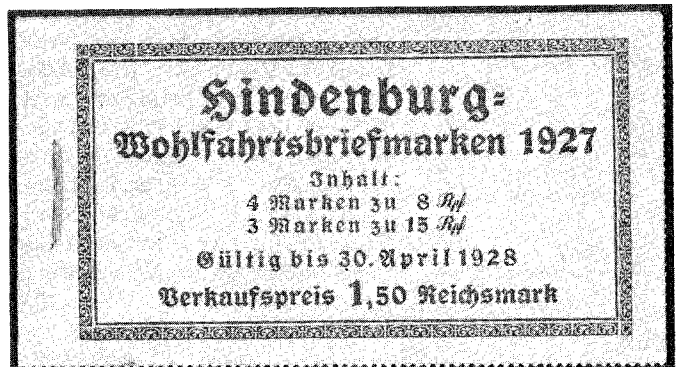 Hindenburg-
Wohlfahrtsbriefmarken 1927
Inhalt:
4 Marken zu 8 Rpf
3 Marken zu 15 Rpf
Gültig bis 30. April 1928
Verkaufspreis 1,50 Reichsmark